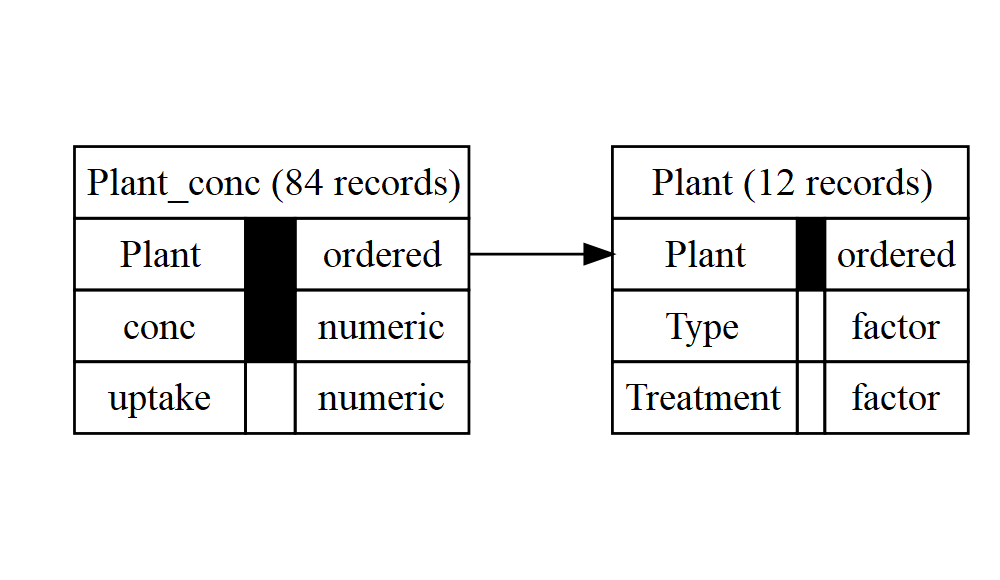 Plant_conc (84 records)
Plant ordered
conc numeric
uptake numeric
Plant (12 records)
Plant ordered
Type factor
Treatment factor